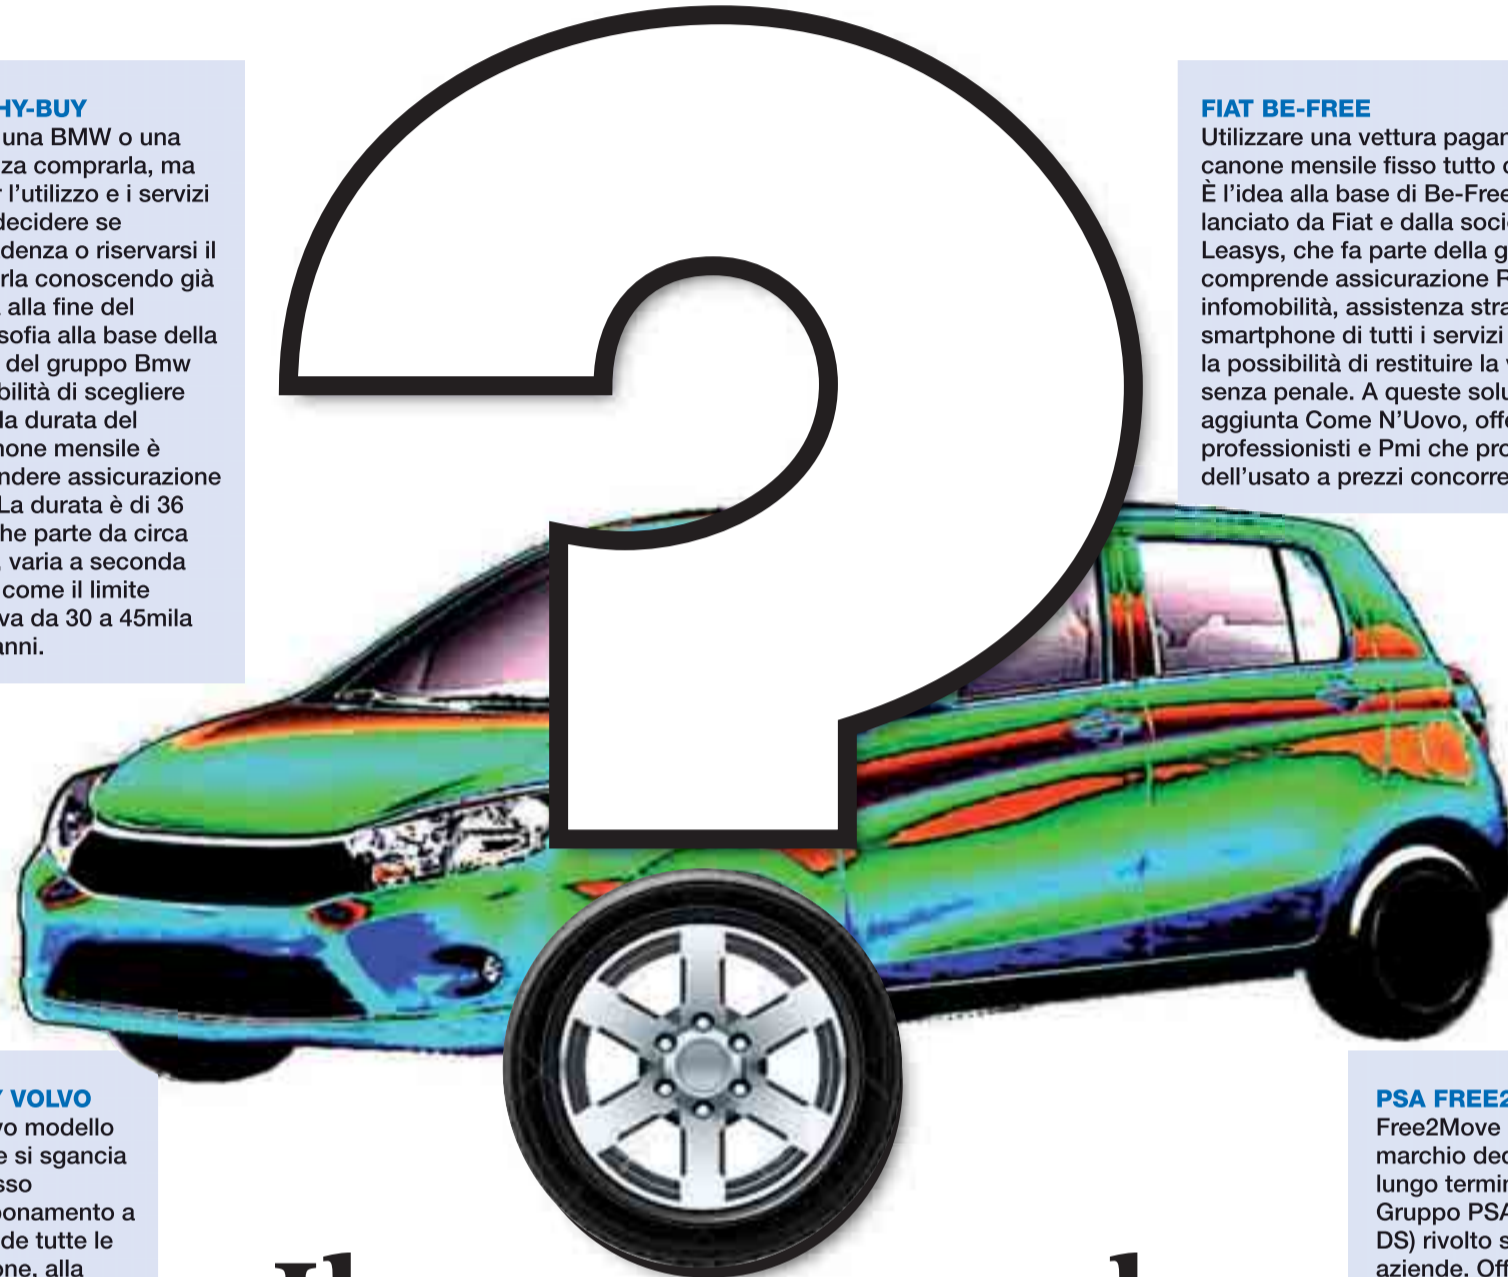 HY-BUY
una BMW o una
za comprarla, ma
r l'utilizzo e i servizi
decidere se
denza o riservarsi il
rla conoscendo già
alla fine del
sofia alla base della
del gruppo Bmw
bilità di scegliere
la durata del
none mensile è
ndere assicurazione
La durata è di 36
he parte da circa
, varia a seconda
come il limite
va da 30 a 45mila
anni.
FIAT BE-FREE
Utilizzare una vettura pagan
canone mensile fisso tutto c
È l'idea alla base di Be-Free
lanciato da Fiat e dalla soci
Leasys, che fa parte della g
comprende assicurazione R
infomobilità, assistenza stra
smartphone di tutti i servizi
la possibilità di restituire la v
senza penale. A queste solu
aggiunta Come N'Uovo, offe
professionisti e Pmi che pro
dell'usato a prezzi concorre
?
Y VOLVO
vo modello
e si sgancia
sso
bonamento a
de tutte le
one, alla
PSA FREE2
Free2Move
marchio dec
lungo termin
Gruppo PSA
DS) rivolto s
aziende. Off
Il